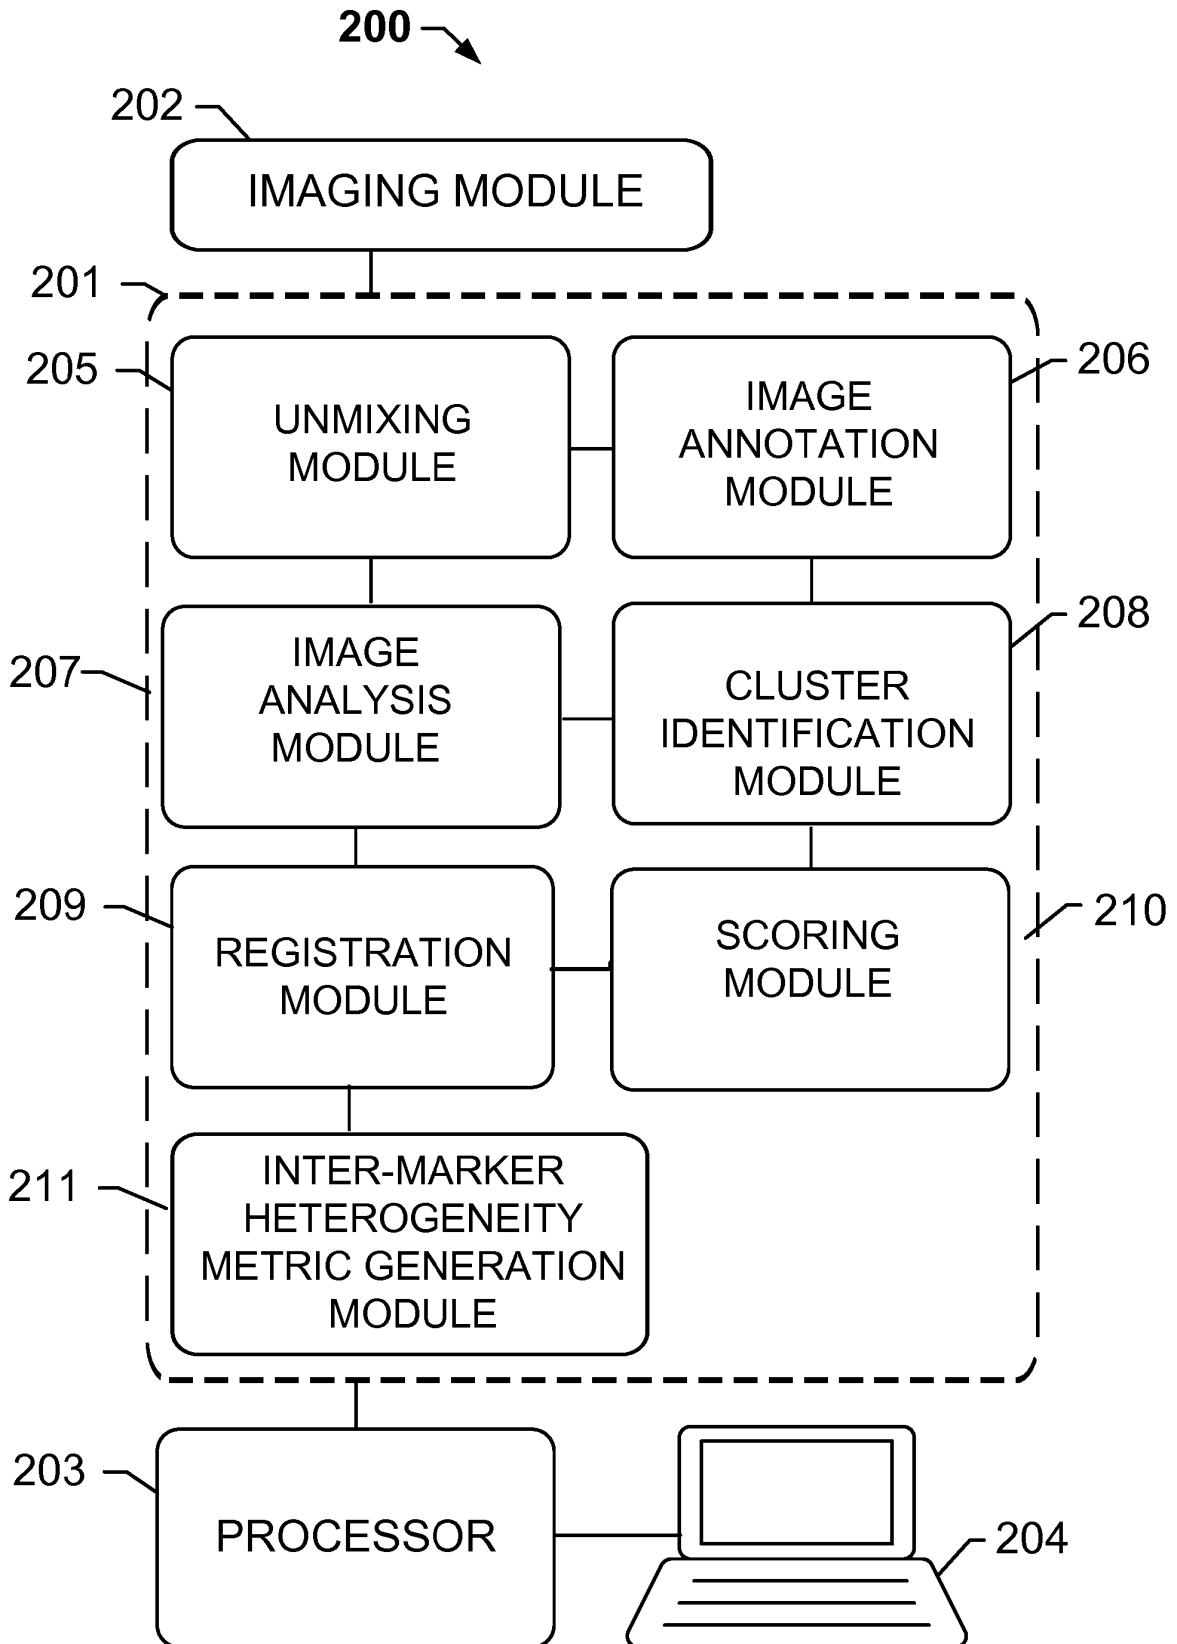 200
202
IMAGING MODULE
201
205
UNMIXING
MODULE
206
IMAGE
ANNOTATION
MODULE
207
IMAGE
ANALYSIS
MODULE
208
CLUSTER
IDENTIFICATION
MODULE
209
REGISTRATION
MODULE
210
SCORING
MODULE
211
INTER-MARKER
HETEROGENEITY
METRIC GENERATION
MODULE
203
PROCESSOR
204